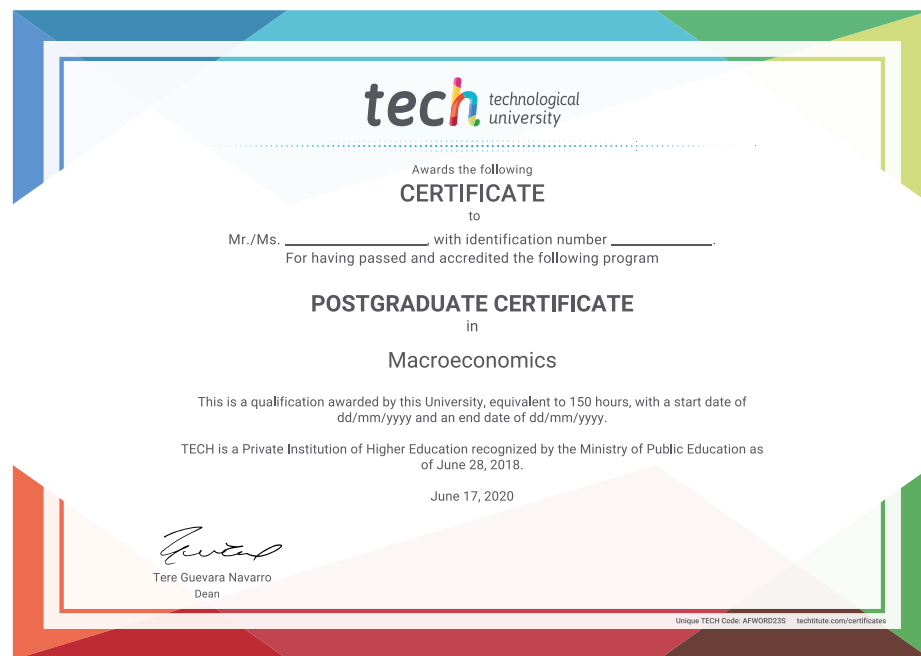 tech technological
university
Awards the following
CERTIFICATE
to
Mr./Ms. ____________________, with identification number ______________.
For having passed and accredited the following program
POSTGRADUATE CERTIFICATE
in
Macroeconomics
This is a qualification awarded by this University, equivalent to 150 hours, with a start date of
dd/mm/yyyy and an end date of dd/mm/yyyy.
TECH is a Private Institution of Higher Education recognized by the Ministry of Public Education as
of June 28, 2018.
June 17, 2020
Tere Guevara Navarro
Dean
Unique TECH Code: AFWORD23S techtitute.com/certificates